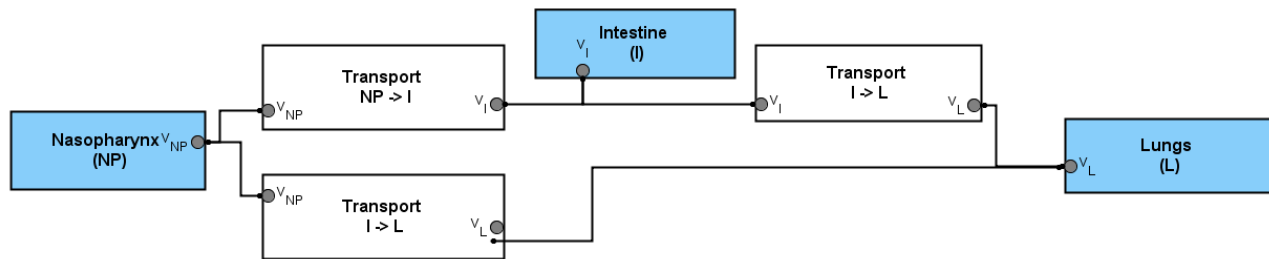 Intestine
(I)
V_I
Transport
NP -> I
V_NP
V_I
Transport
I -> L
V_I
V_L
Nasopharynx
(NP)
V_NP
Lungs
(L)
V_L
Transport
I -> L
V_NP
V_L